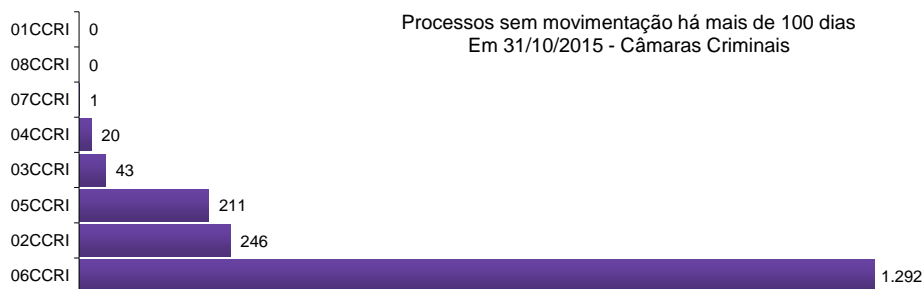 Processos sem movimentação há mais de 100 dias
Em 31/10/2015 - Câmaras Criminais
01CCRI 0
08CCRI 0
07CCRI 1
04CCRI 20
03CCRI 43
05CCRI 211
02CCRI 246
06CCRI 1.292